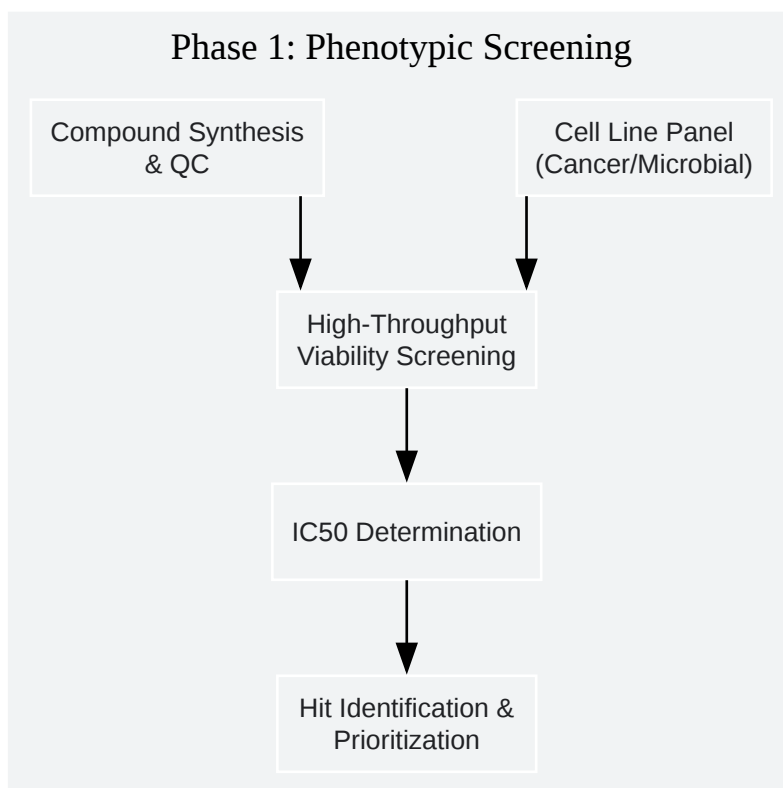 Phase 1: Phenotypic Screening
Compound Synthesis
& QC
Cell Line Panel
(Cancer/Microbial)
High-Throughput
Viability Screening
IC50 Determination
Hit Identification &
Prioritization